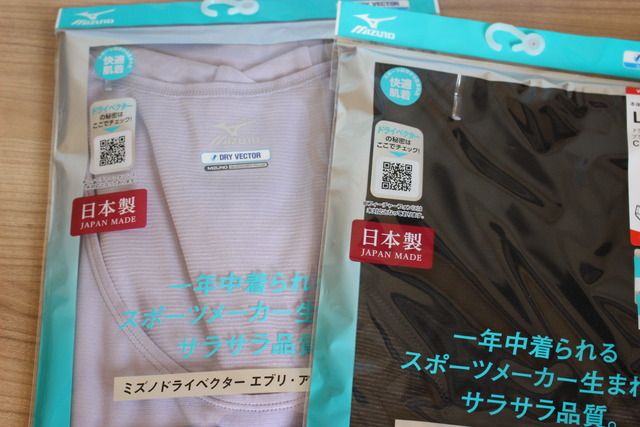 MIZUNO
DRY VECTOR
快適
肌着
ドライベクター
の秘密は
ここでチェック!
MIZUNO
DRY VECTOR
MIZUNO
日本製
JAPAN MADE
一年中着られ
スポーツメーカー生
サラサラ品質
ミズノドライベクター エブリ・ア
MIZUNO
快適
肌着
ドライベクター
の秘密は
ここでチェック!
日本製
JAPAN MADE
L
一年中着られる
スポーツメーカー生まれ
サラサラ品質。